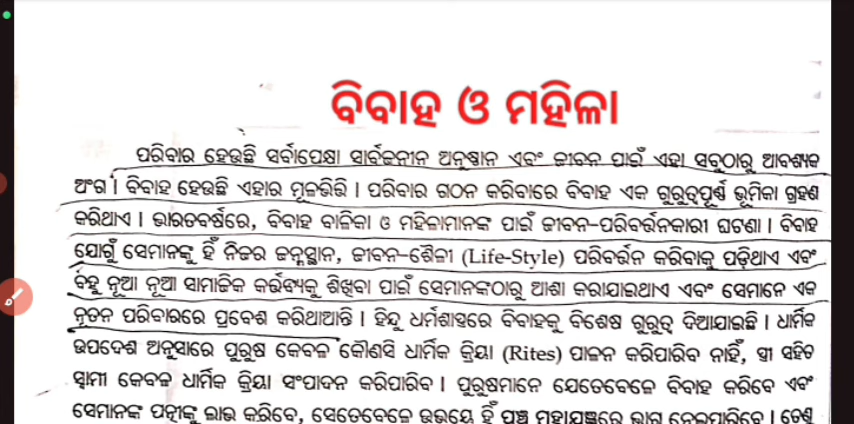 ବିବାହ ଓ ମହିଳା
ପରିବାର ହେଉଛି ସର୍ବାପେକ୍ଷା ସାର୍ବଜନୀନ ଅନୁଷ୍ଠାନ ଏବଂ ଜୀବନ ପାଇଁ ଏହା ସବୁଠାରୁ ଆବଶ୍ୟକ
ଅଂଗ । ବିବାହ ହେଉଛି ଏହାର ମୂଳଭିତ୍ତି । ପରିବାର ଗଠନ କରିବାରେ ବିବାହ ଏକ ଗୁରୁତ୍ୱପୂର୍ଣ୍ଣ ଭୂମିକା ଗ୍ରହଣ
କରିଥାଏ । ଭାରତବର୍ଷରେ, ବିବାହ ବାଳିକା ଓ ମହିଳାମାନଙ୍କ ପାଇଁ ଜୀବନ-ପରିବର୍ତ୍ତନକାରୀ ଘଟଣା । ବିବାହ
ଯୋଗୁଁ ସେମାନଙ୍କୁ ହିଁ ନିଜର ଜନ୍ମସ୍ଥାନ, ଜୀବନ-ଶୈଳୀ (Life-Style) ପରିବର୍ତ୍ତନ କରିବାକୁ ପଡ଼ିଥାଏ ଏବଂ
ବହୁ ନୂଆ ନୂଆ ସାମାଜିକ କର୍ତ୍ତବ୍ୟକୁ ଶିଖିବା ପାଇଁ ସେମାନଙ୍କଠାରୁ ଆଶା କରାଯାଇଥାଏ ଏବଂ ସେମାନେ ଏକ
ନୂତନ ପରିବାରରେ ପ୍ରବେଶ କରିଥାଆନ୍ତି । ହିନ୍ଦୁ ଧର୍ମଶାସ୍ତ୍ରରେ ବିବାହକୁ ବିଶେଷ ଗୁରୁତ୍ୱ ଦିଆଯାଇଛି । ଧାର୍ମିକ
ଉପଦେଶ ଅନୁସାରେ ପୁରୁଷ କେବଳ କୌଣସି ଧାର୍ମିକ କ୍ରିୟା (Rites) ପାଳନ କରିପାରିବ ନାହିଁ, ସ୍ତ୍ରୀ ସହିତ
ସ୍ୱାମୀ କେବଳ ଧାର୍ମିକ କ୍ରିୟା ସଂପାଦନ କରିପାରିବ । ପୁରୁଷମାନେ ଯେତେବେଳେ ବିବାହ କରିବେ ଏବଂ
ସେମାନଙ୍କ ପତ୍ନୀଙ୍କୁ ଲାଭ କରିବେ, ସେତେବେଳେ ଉଭୟେ ହିଁ ପଞ୍ଚ ମହାଯଜ୍ଞରେ ଭାଗ ନେଇପାରିବେ । ତେଣୁ